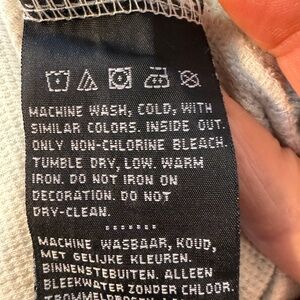 MACHINE WASH, COLD, WITH
SIMILAR COLORS. INSIDE OUT.
ONLY NON-CHLORINE BLEACH.
TUMBLE DRY, LOW. WARM
IRON. DO NOT IRON ON
DECORATION. DO NOT
DRY-CLEAN.
MACHINE WASBAAR, KOUD,
MET GELIJKE KLEUREN.
BINNENSTEBUITEN. ALLEEN
BLEEKWATER ZONDER CHLOOR.